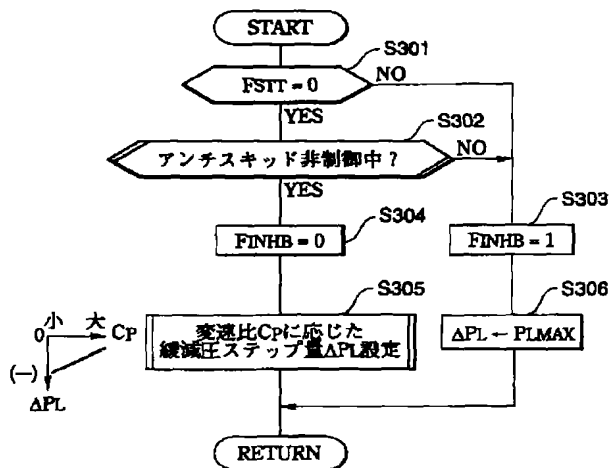 START
S301
FSTT = 0
NO
YES
S302
アンチスキッド非制御中?
NO
YES
S304
FINHB = 0
S303
FINHB = 1
S305
変速比CPに応じた
緩減圧ステップ量ΔPL設定
S306
ΔPL ← PLMAX
小 大
0 CP
(−)
ΔPL
RETURN